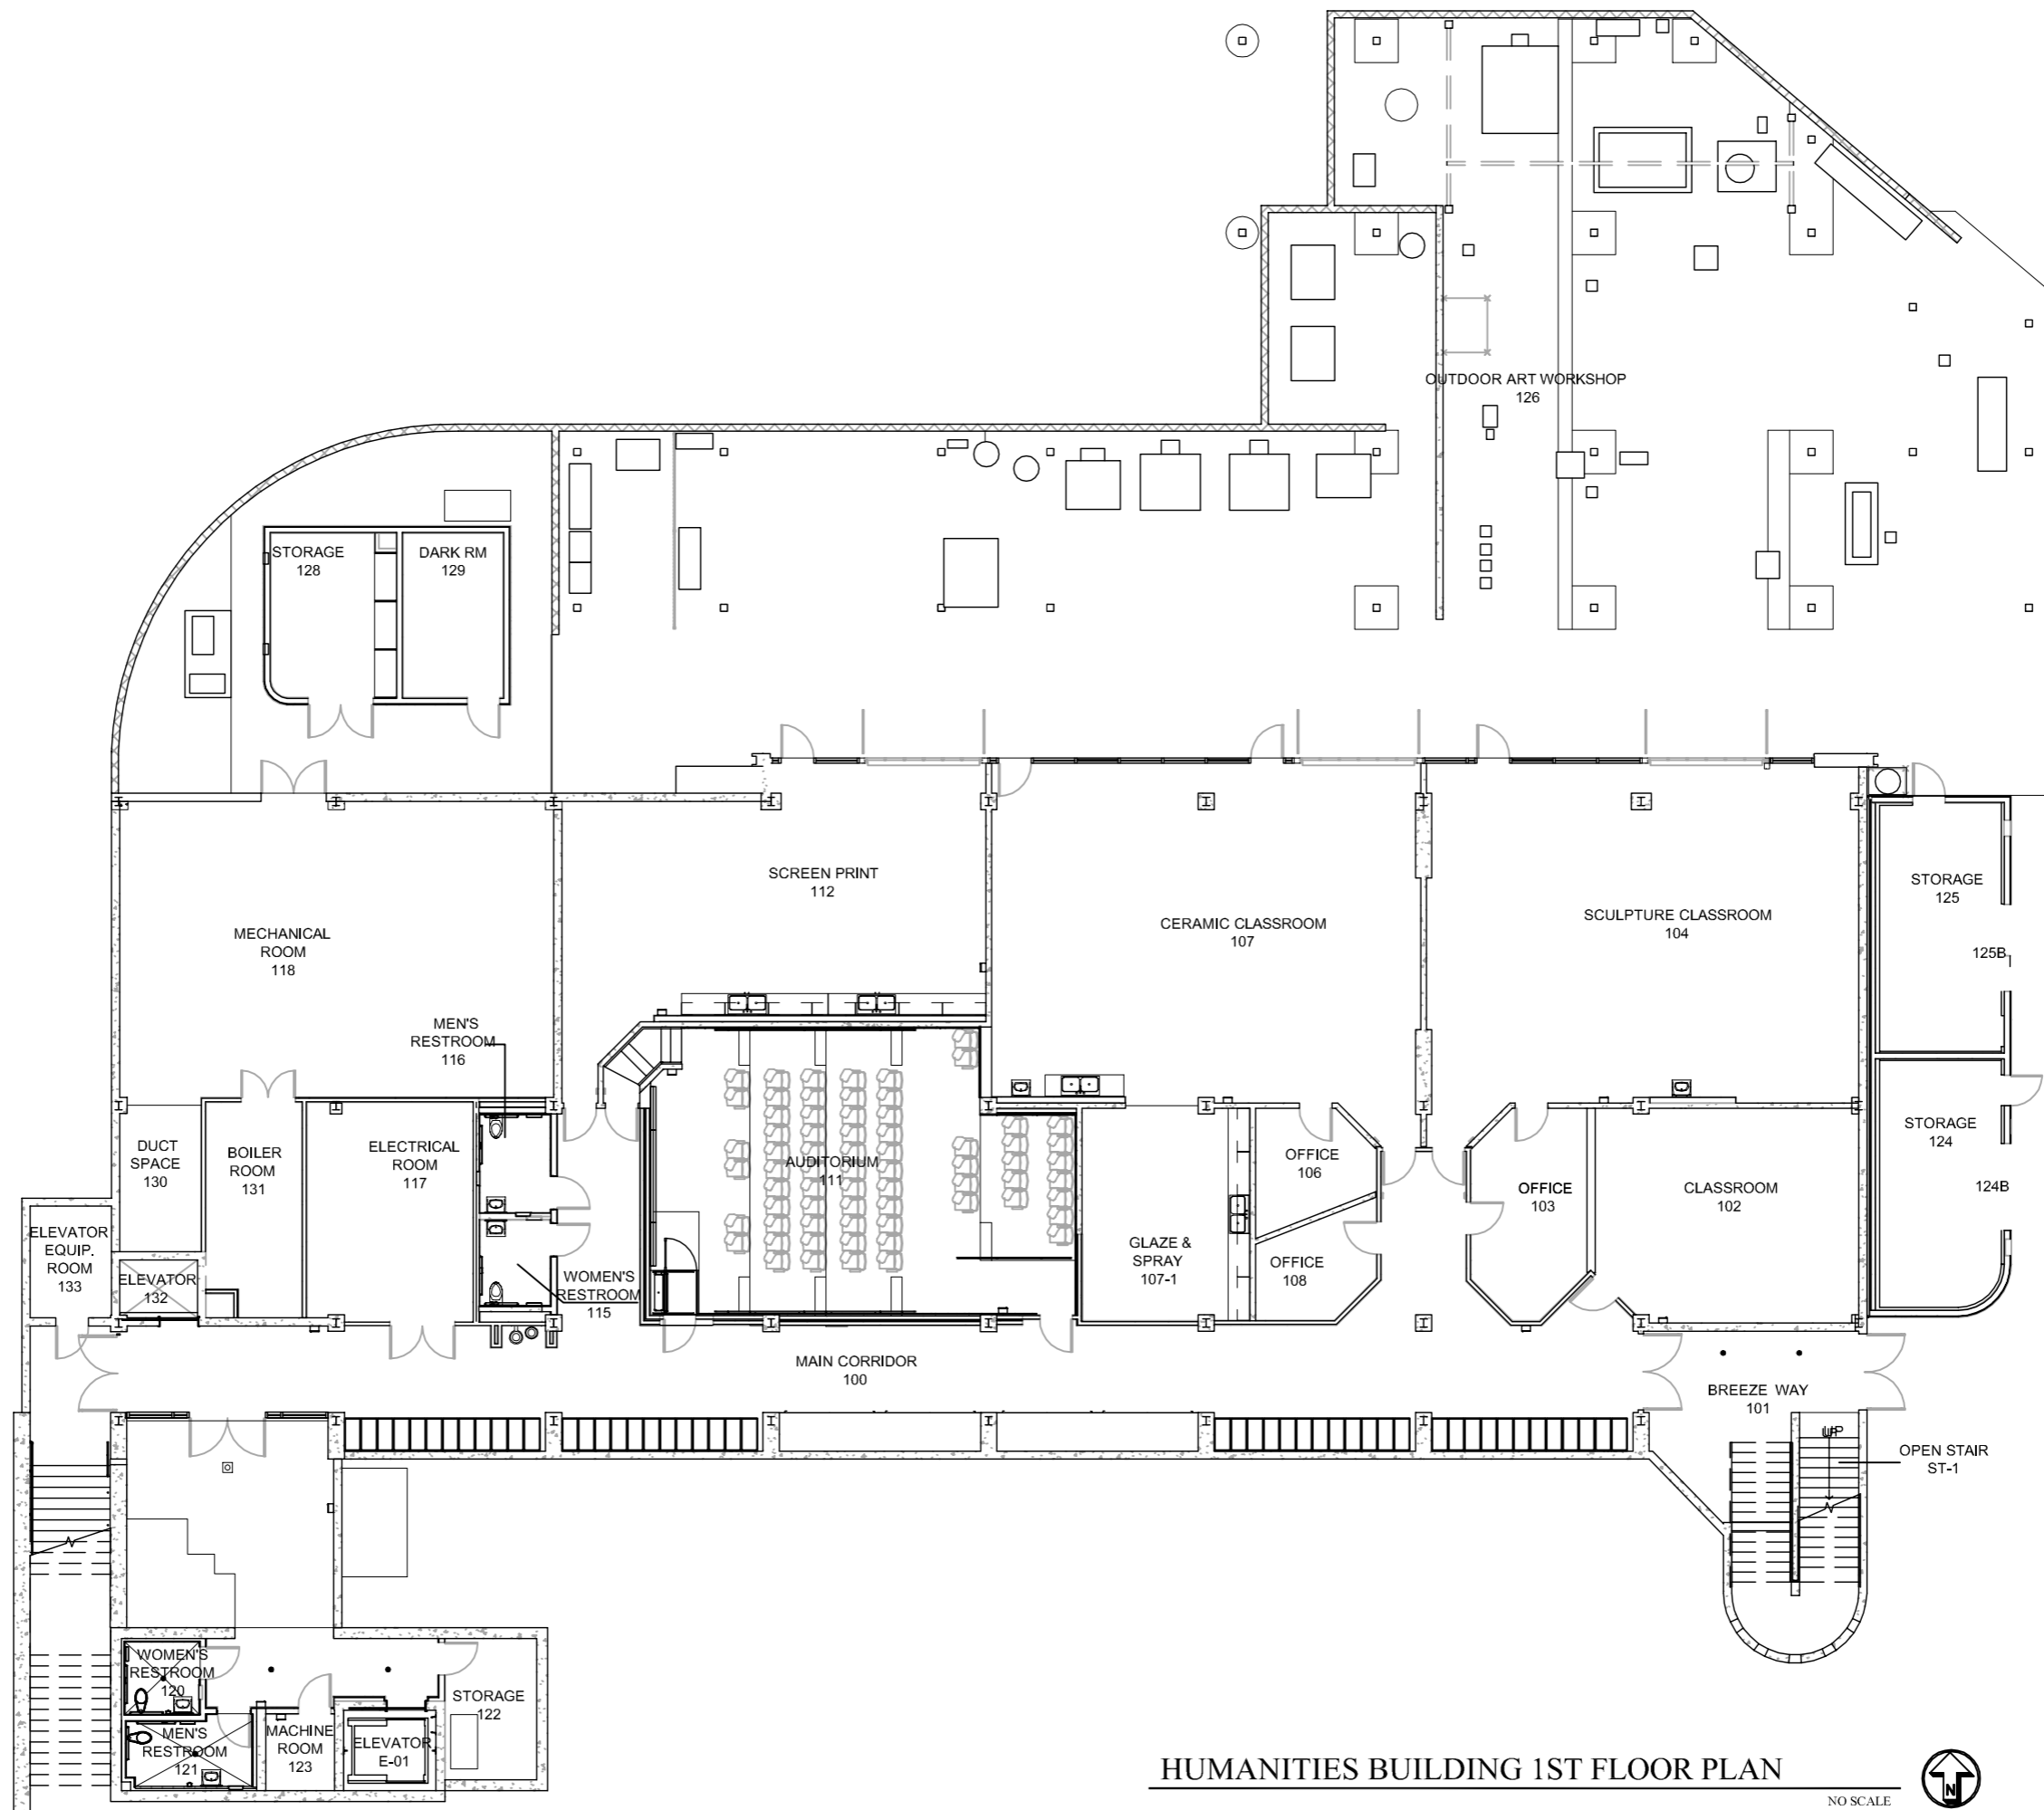 OUTDOOR ART WORKSHOP
126
STORAGE
128
DARK RM
129
SCREEN PRINT
112
CERAMIC CLASSROOM
107
SCULPTURE CLASSROOM
104
STORAGE
125
125B
MECHANICAL
ROOM
118
MEN'S
RESTROOM
116
DUCT
SPACE
130
BOILER
ROOM
131
ELECTRICAL
ROOM
117
AUDITORIUM
111
OFFICE
106
OFFICE
103
CLASSROOM
102
STORAGE
124
124B
ELEVATOR
EQUIP.
ROOM
133
ELEVATOR
132
WOMEN'S
RESTROOM
115
GLAZE &
SPRAY
107-1
OFFICE
108
MAIN CORRIDOR
100
BREEZE WAY
101
UP
OPEN STAIR
ST-1
WOMEN'S
RESTROOM
120
MEN'S
RESTROOM
121
MACHINE
ROOM
123
ELEVATOR
E-01
STORAGE
122
HUMANITIES BUILDING 1ST FLOOR PLAN
NO SCALE
N